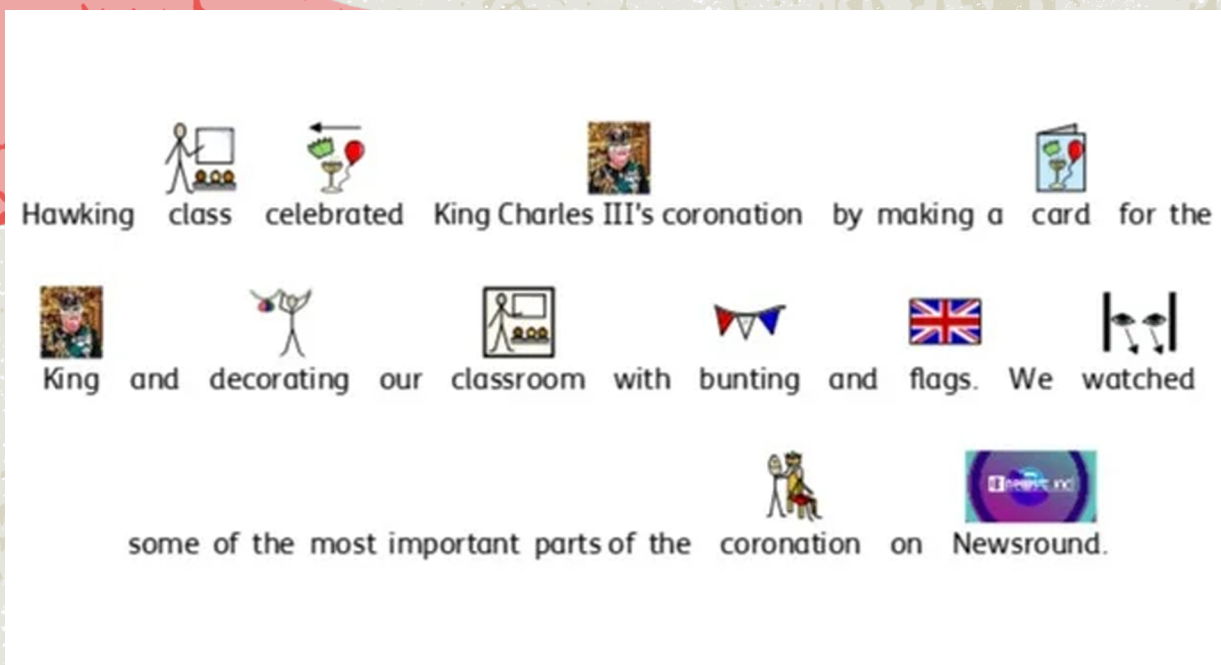 Hawking class celebrated King Charles III's coronation by making a card for the
King and decorating our classroom with bunting and flags. We watched
some of the most important parts of the coronation on Newsround.